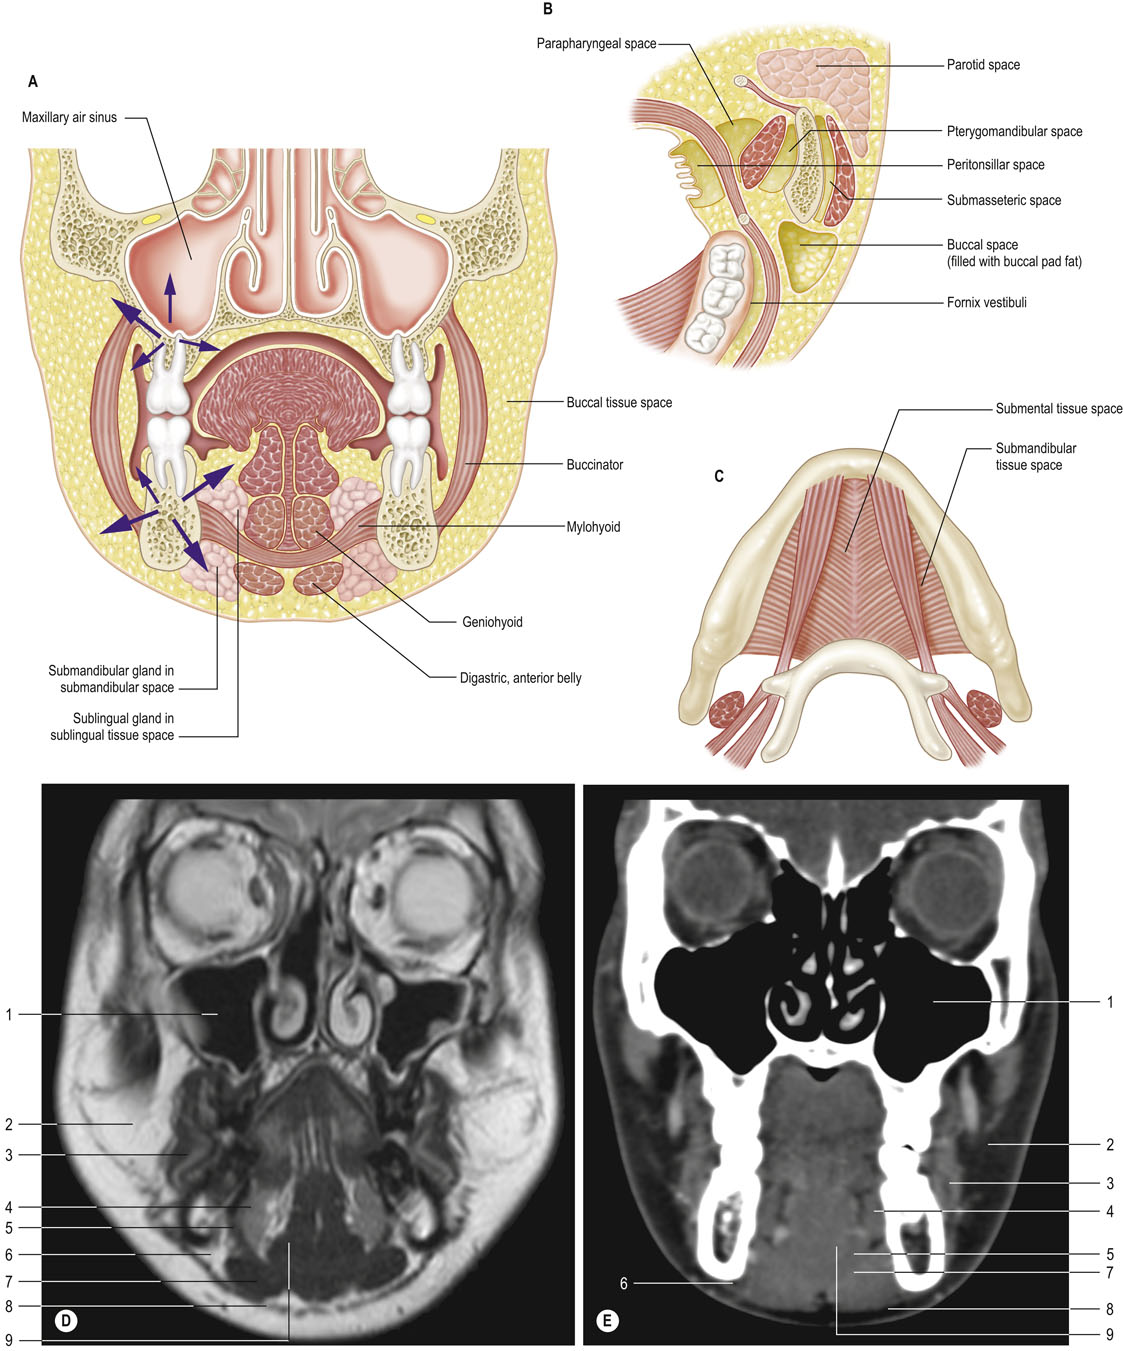 A
Maxillary air sinus
Buccal tissue space
Buccinator
Mylohyoid
Geniohyoid
Digastric, anterior belly
Submandibular gland in
submandibular space
Sublingual gland in
sublingual tissue space
B
Parapharyngeal space
Parotid space
Pterygomandibular space
Peritonsillar space
Submasseteric space
Buccal space
(filled with buccal pad fat)
Fornix vestibuli
C
Submental tissue space
Submandibular
tissue space
1
2
3
4
5
6
7
8
9
D
1
2
3
4
5
7
6
8
9
E